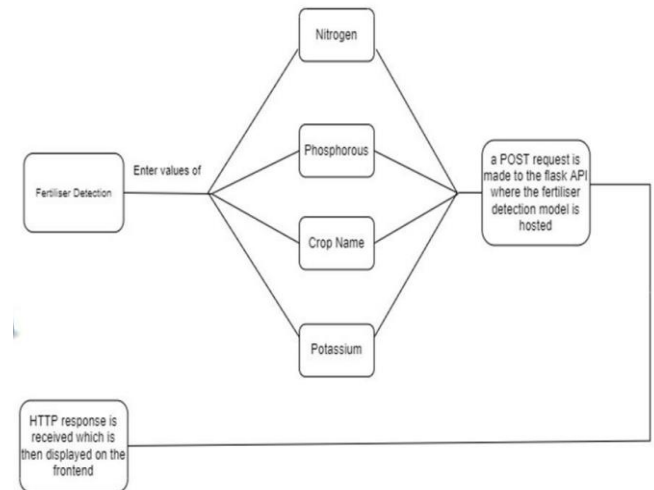 Nitrogen
Phosphorous
Fertiliser Detection
Enter values of
Crop Name
Potassium
a POST request is
made to the flask API
where the fertiliser
detection model is
hosted
HTTP response is
received which is
then displayed on the
frontend